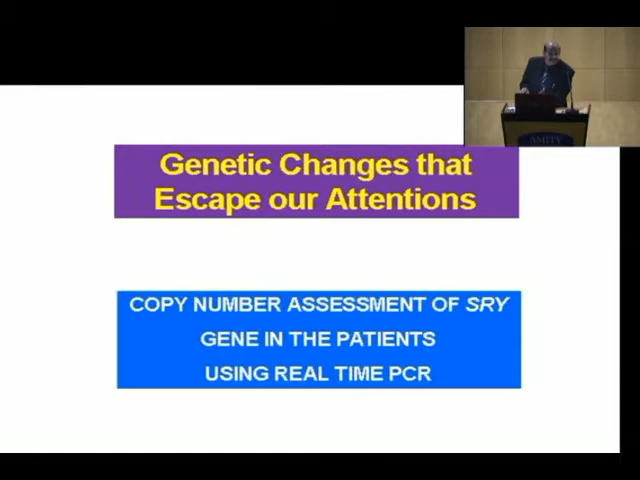 AMITY
Genetic Changes that
Escape our Attentions
COPY NUMBER ASSESSMENT OF SRY
GENE IN THE PATIENTS
USING REAL TIME PCR